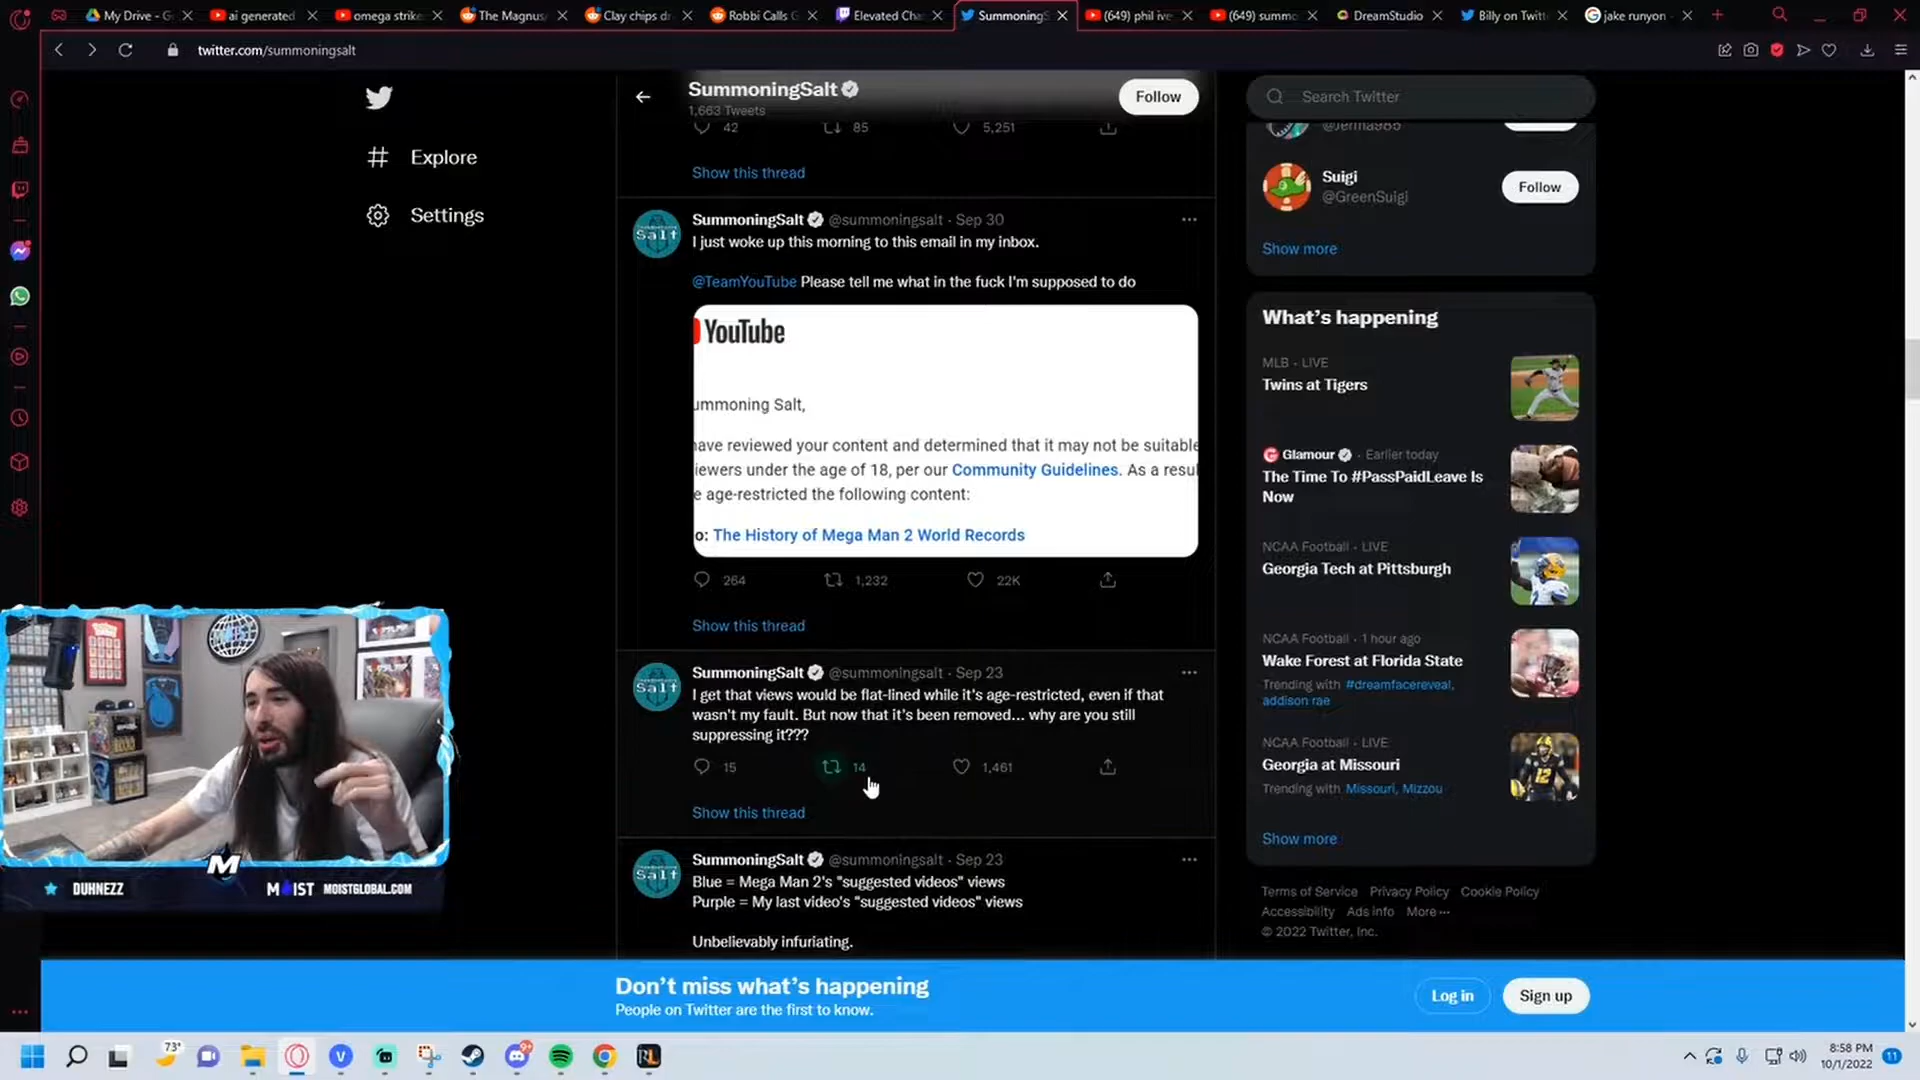 My Drive - G
ai generated
omega strike
The Magnus
Clay chips dr
Robbi Calls G
Elevated Cha
SummoningS
(649) phil ive
(649) summo
DreamStudio
Billy on Twitt
jake runyon
twitter.com/summoningsalt
Explore
Settings
SummoningSalt
1,663 Tweets
Follow
42 85 5,251
Show this thread
SummoningSalt @summoningsalt · Sep 30
I just woke up this morning to this email in my inbox.
@TeamYouTube Please tell me what in the fuck I'm supposed to do
YouTube
ummoning Salt,
have reviewed your content and determined that it may not be suitable
iewers under the age of 18, per our Community Guidelines. As a resul
e age-restricted the following content:
o: The History of Mega Man 2 World Records
264 1,232 22K
Show this thread
SummoningSalt @summoningsalt · Sep 23
I get that views would be flat-lined while it's age-restricted, even if that
wasn't my fault. But now that it's been removed... why are you still
suppressing it???
15 14 1,461
Show this thread
SummoningSalt @summoningsalt · Sep 23
Blue = Mega Man 2's "suggested videos" views
Purple = My last video's "suggested videos" views
Unbelievably infuriating.
Search Twitter
@Jerma985
Suigi
@GreenSuigi
Follow
Show more
What's happening
MLB · LIVE
Twins at Tigers
Glamour · Earlier today
The Time To #PassPaidLeave Is
Now
NCAA Football · LIVE
Georgia Tech at Pittsburgh
NCAA Football · 1 hour ago
Wake Forest at Florida State
Trending with #dreamfacereveal,
addison rae
NCAA Football · LIVE
Georgia at Missouri
Trending with Missouri, Mizzou
Show more
Terms of Service Privacy Policy Cookie Policy
Accessibility Ads info More ···
© 2022 Twitter, Inc.
DUHNEZZ
M
MOIST MOISTGLOBAL.COM
Don't miss what's happening
People on Twitter are the first to know.
Log in
Sign up
73°
8:58 PM
10/1/2022
11